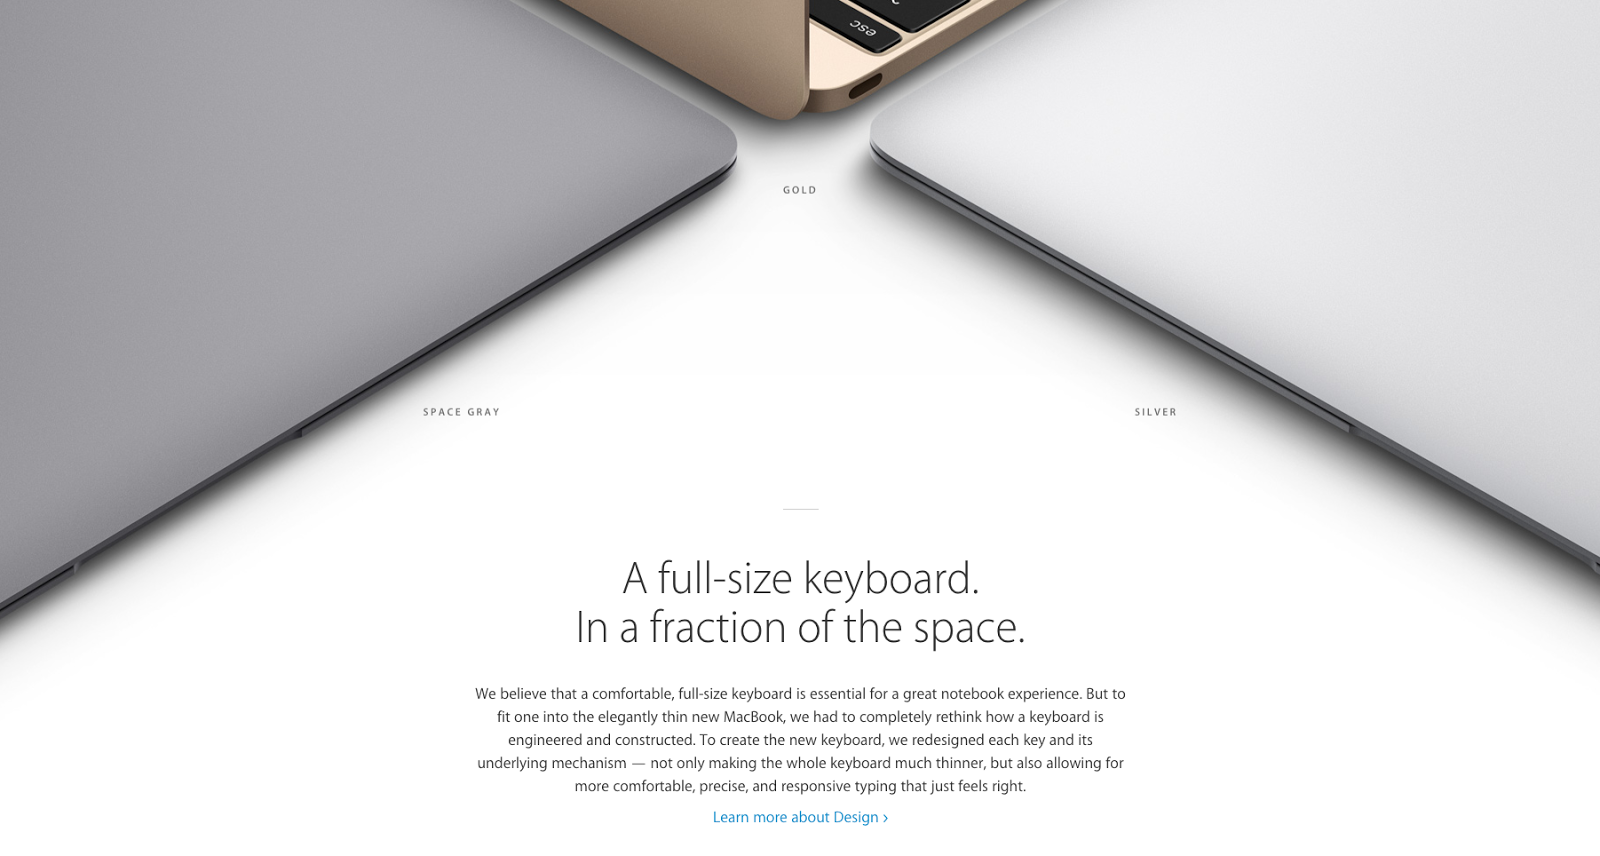 esc
GOLD
SPACE GRAY
SILVER
A full-size keyboard.
In a fraction of the space.
We believe that a comfortable, full-size keyboard is essential for a great notebook experience. But to
fit one into the elegantly thin new MacBook, we had to completely rethink how a keyboard is
engineered and constructed. To create the new keyboard, we redesigned each key and its
underlying mechanism — not only making the whole keyboard much thinner, but also allowing for
more comfortable, precise, and responsive typing that just feels right.
Learn more about Design ›